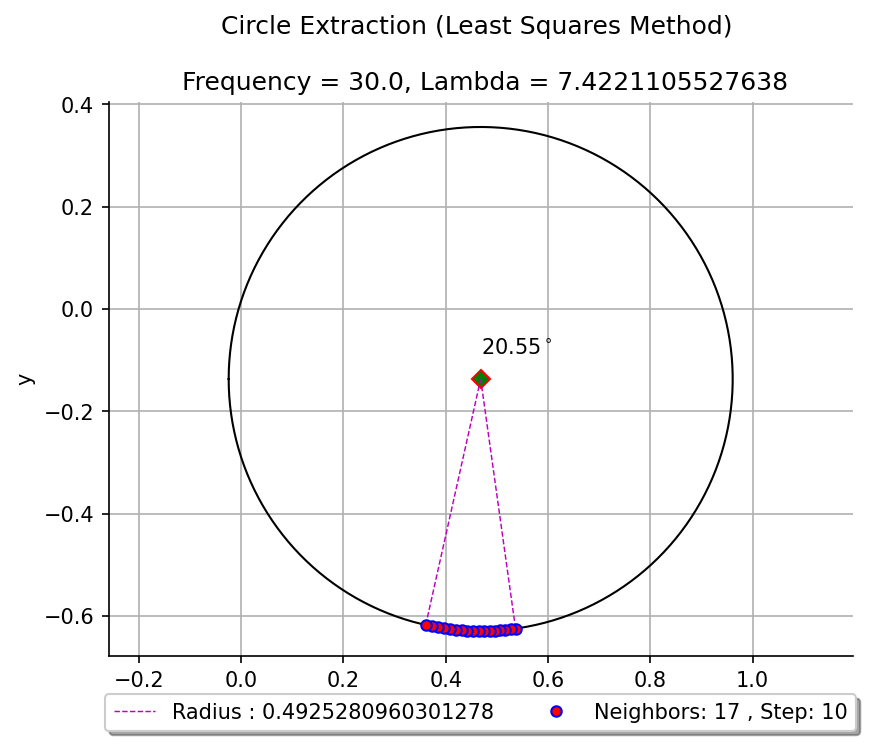 Circle Extraction (Least Squares Method)
Frequency = 30.0, Lambda = 7.4221105527638
0.4
0.2
0.0
−0.2
−0.4
−0.6
y
20.55°
−0.2 0.0 0.2 0.4 0.6 0.8 1.0
Radius : 0.4925280960301278 Neighbors: 17 , Step: 10